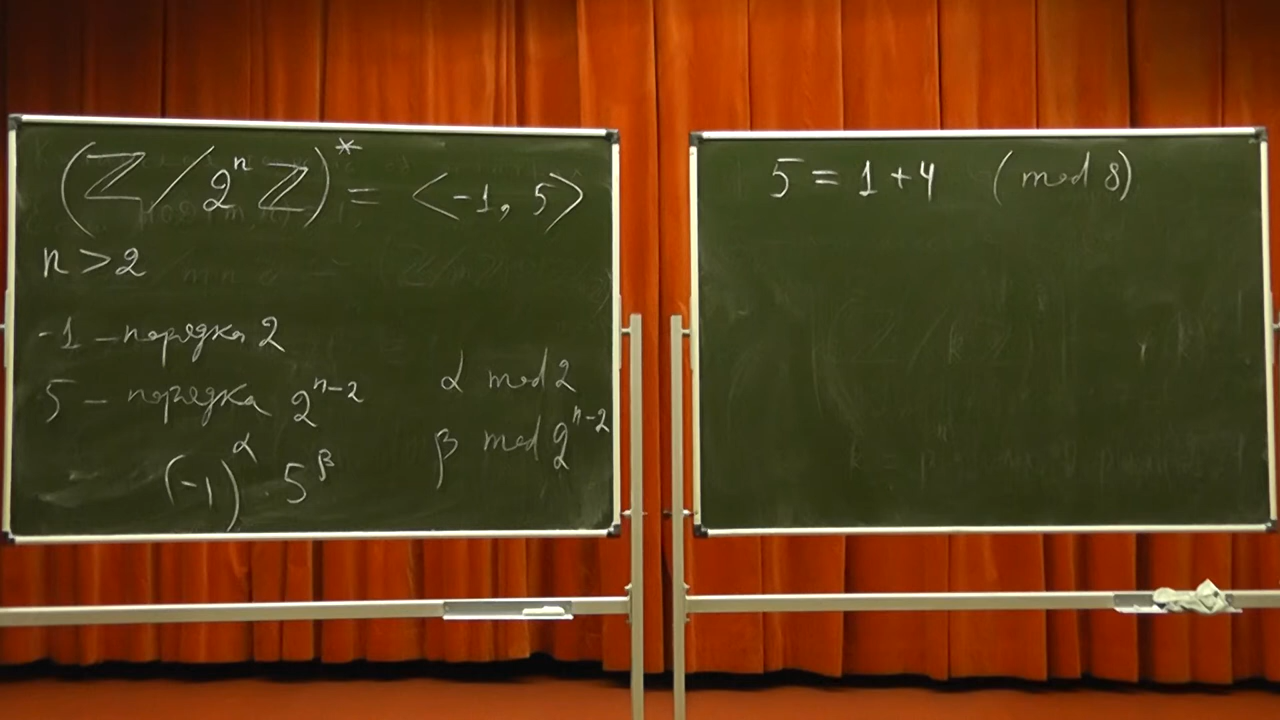 (ℤ/2ⁿℤ)* = <-1, 5>
n > 2
-1 - порядка 2
5 - порядка 2ⁿ⁻²
α mod 2
β mod 2ⁿ⁻²
(-1)^α · 5^β
5 = 1 + 4 (mod 8)